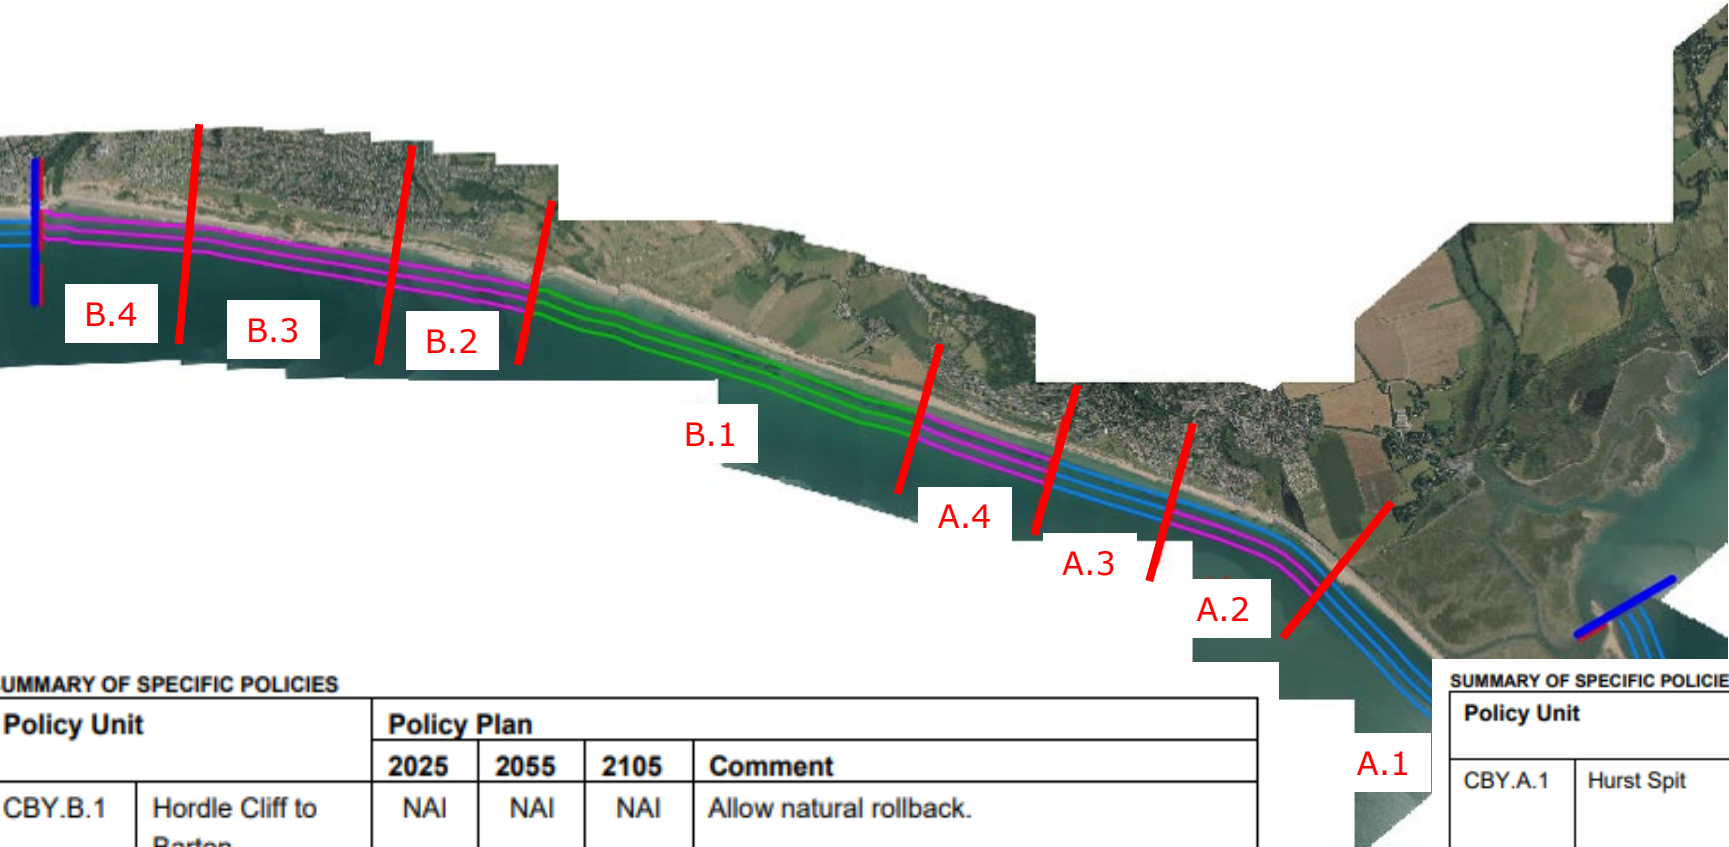 B.4
B.3
B.2
B.1
A.4
A.3
A.2
A.1
UMMARY OF SPECIFIC POLICIES
Policy Unit
Policy Plan
2025 2055 2105 Comment
CBY.B.1 Hordle Cliff to NAI NAI NAI Allow natural rollback.
Barton
SUMMARY OF SPECIFIC POLICIE
Policy Unit
CBY.A.1 Hurst Spit